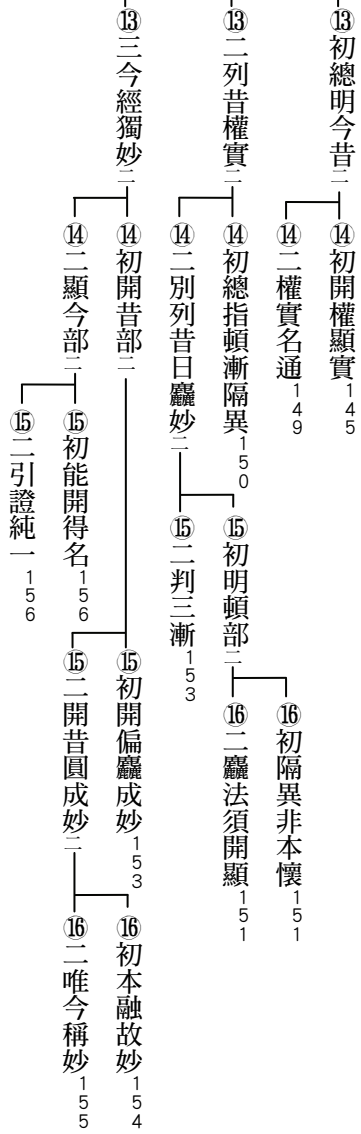 ⑬初總明今昔二
⑭初開權顯實145
⑭二權實名通149
⑬二列昔權實二
⑭初總指頓漸隔異150
⑭二別列昔日麤妙二
⑮初明頓部二
⑯初隔異非本懷151
⑯二麤法須開顯151
⑮二判三漸153
⑬三今經獨妙二
⑭初開昔部二
⑮初開偏麤成妙153
⑮二開昔圓成妙二
⑯初本融故妙154
⑯二唯今稱妙155
⑭二顯今部二
⑮初能開得名156
⑮二引證純一156